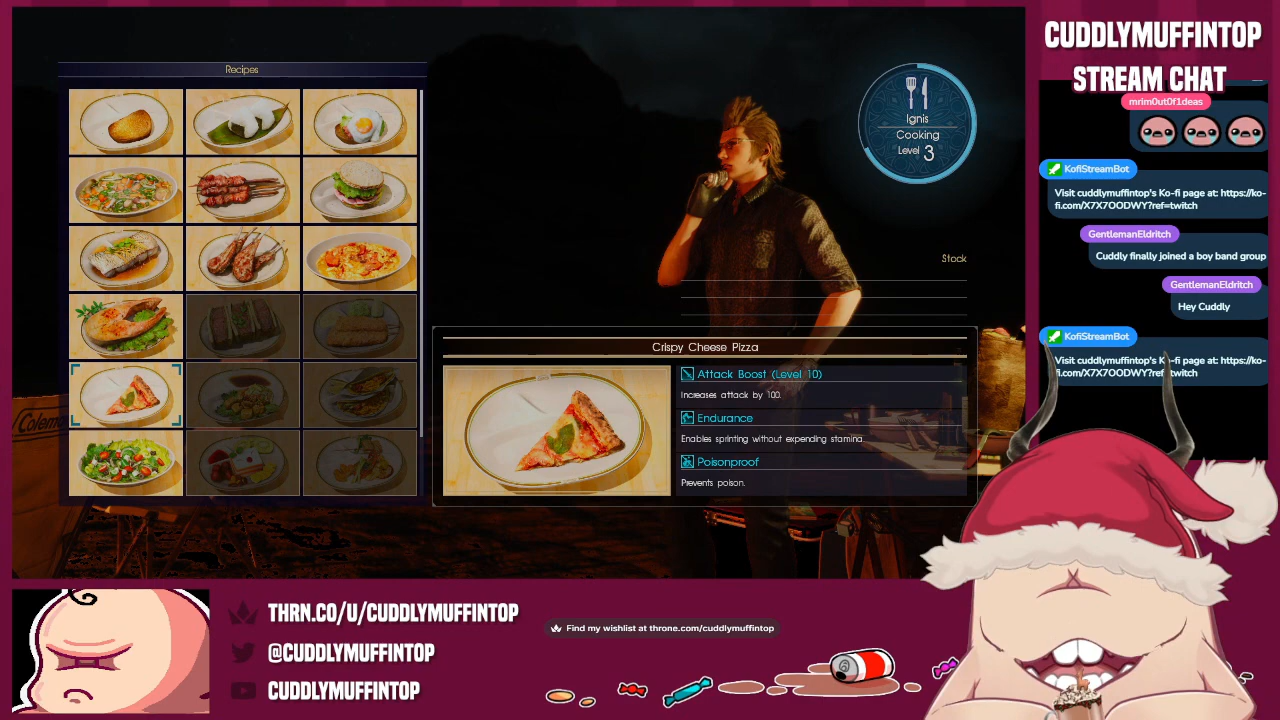 Recipes
Ignis
Cooking
Level 3
Stock
Crispy Cheese Pizza
Attack Boost (Level 10)
Increases attack by 100.
Endurance
Enables sprinting without expending stamina.
Poisonproof
Prevents poison.
Coleman
CUDDLYMUFFINTOP
STREAM CHAT
mrim0ut0f1deas
KofiStreamBot
Visit cuddlymuffintop's Ko-fi page at: https://ko-
fi.com/X7X7OODWY?ref=twitch
GentlemanEldritch
Cuddly finally joined a boy band group
GentlemanEldritch
Hey Cuddly
KofiStreamBot
Visit cuddlymuffintop's Ko-fi page at: https://ko-
fi.com/X7X7OODWY?ref=twitch
THRN.CO/U/CUDDLYMUFFINTOP
@CUDDLYMUFFINTOP
CUDDLYMUFFINTOP
Find my wishlist at throne.com/cuddlymuffintop